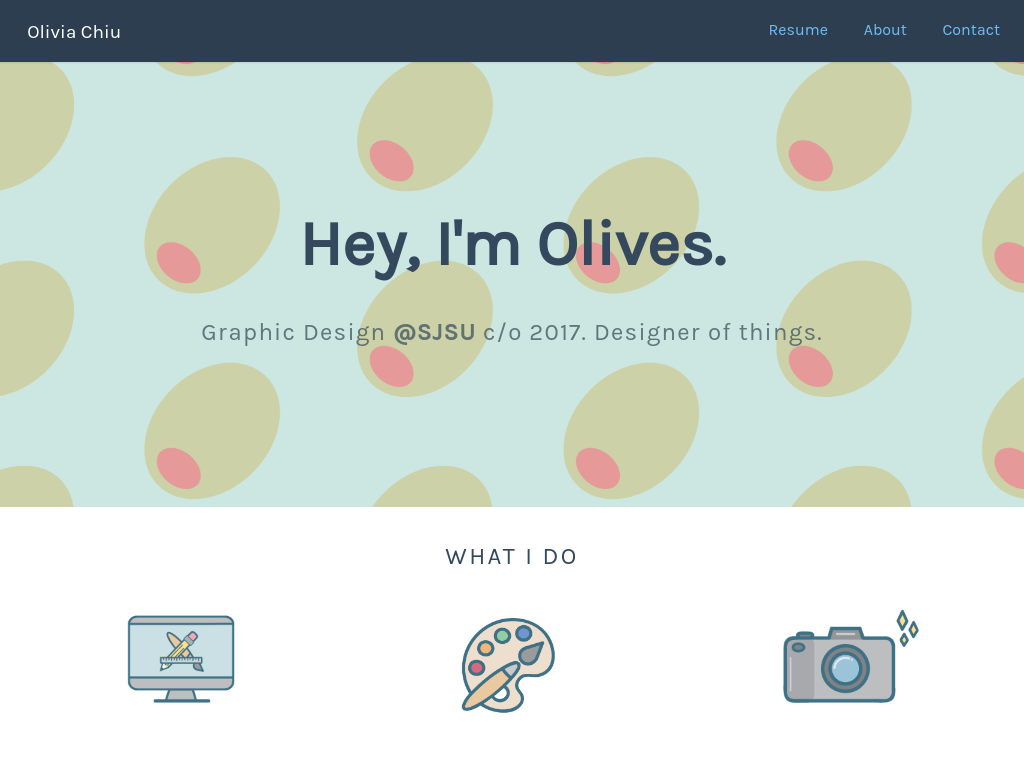 Olivia Chiu
Resume About Contact
Hey, I'm Olives.
Graphic Design @SJSU c/o 2017. Designer of things.
WHAT I DO